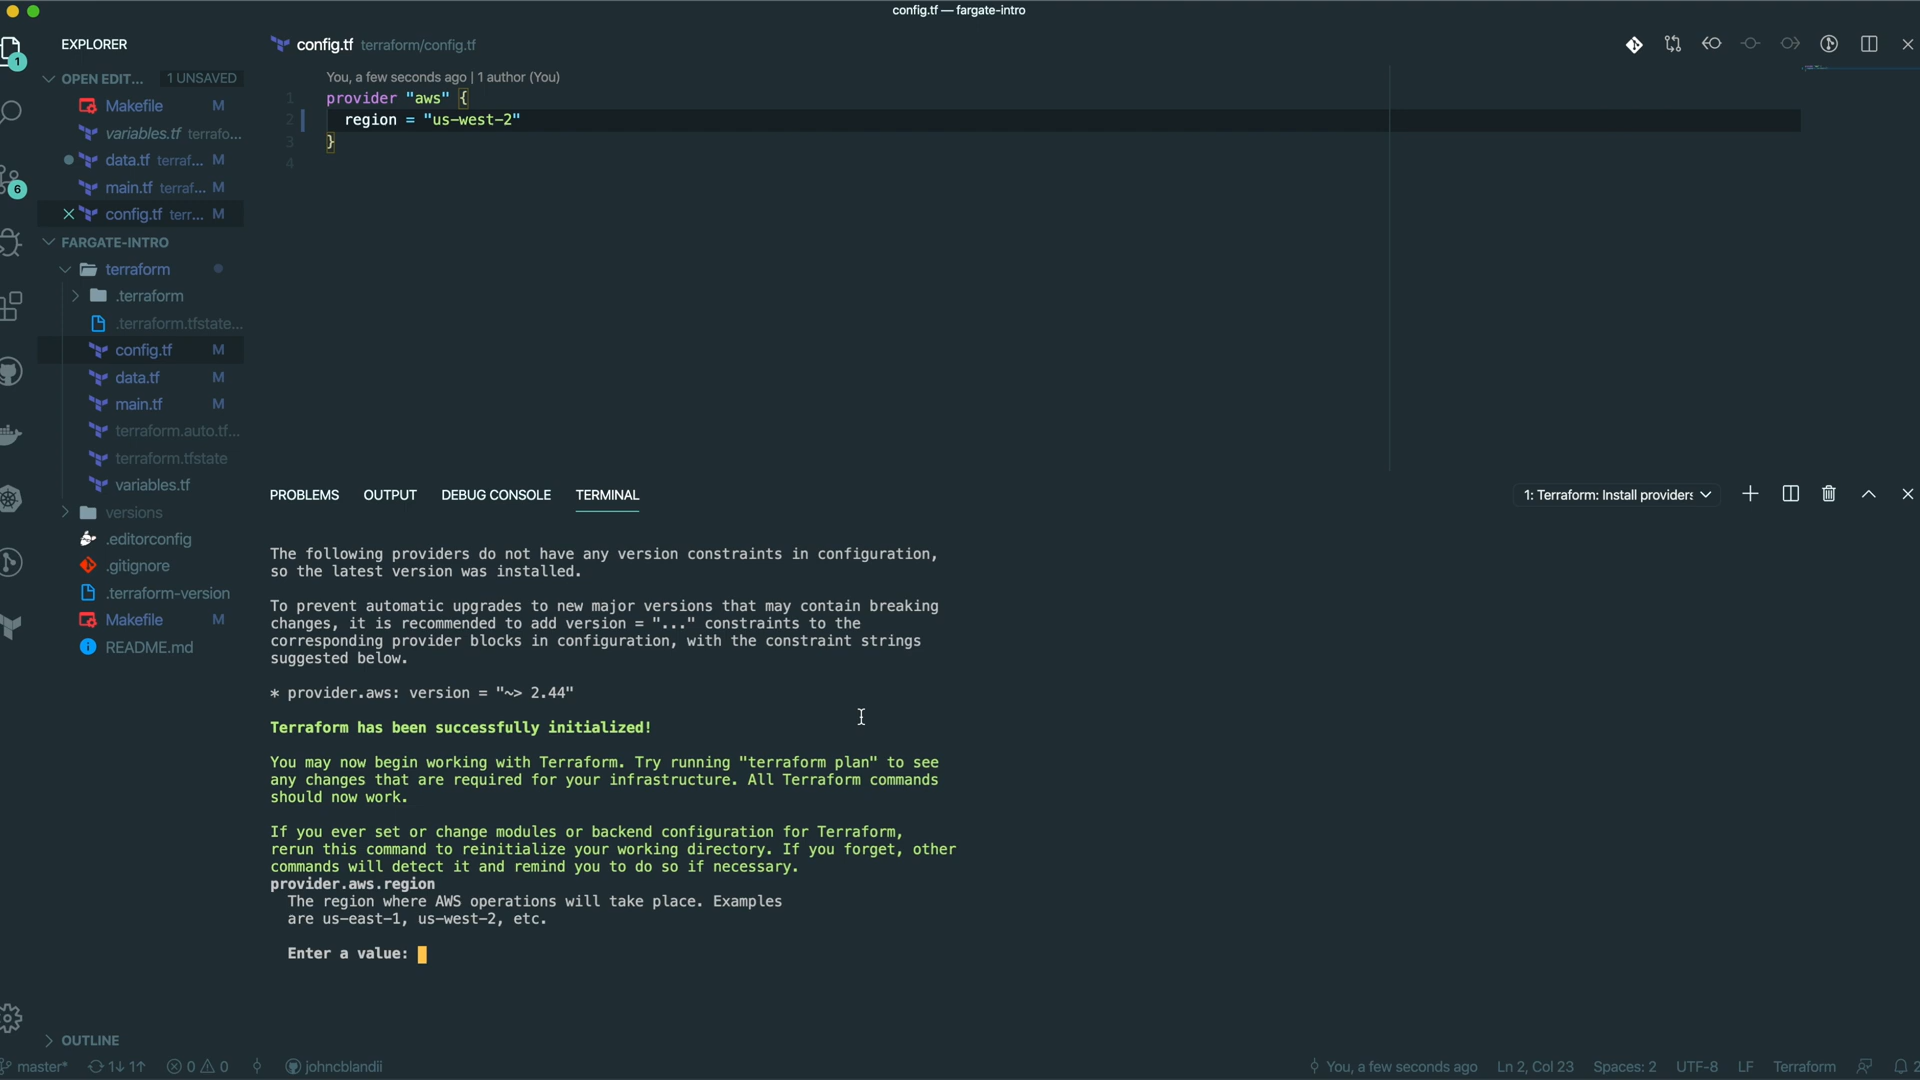 config.tf — fargate-intro
EXPLORER
config.tf terraform/config.tf
1
OPEN EDIT... 1 UNSAVED
Makefile M
variables.tf terrafo...
data.tf terraf... M
main.tf terraf... M
config.tf terr... M
6
FARGATE-INTRO
terraform
.terraform
.terraform.tfstate...
config.tf M
data.tf M
main.tf M
terraform.auto.tf...
terraform.tfstate
variables.tf
versions
.editorconfig
.gitignore
.terraform-version
Makefile M
README.md
OUTLINE
You, a few seconds ago | 1 author (You)
1 provider "aws" {
2 region = "us-west-2"
3 }
4
PROBLEMS OUTPUT DEBUG CONSOLE TERMINAL
1: Terraform: Install providers
The following providers do not have any version constraints in configuration,
so the latest version was installed.
To prevent automatic upgrades to new major versions that may contain breaking
changes, it is recommended to add version = "..." constraints to the
corresponding provider blocks in configuration, with the constraint strings
suggested below.
* provider.aws: version = "~> 2.44"
Terraform has been successfully initialized!
You may now begin working with Terraform. Try running "terraform plan" to see
any changes that are required for your infrastructure. All Terraform commands
should now work.
If you ever set or change modules or backend configuration for Terraform,
rerun this command to reinitialize your working directory. If you forget, other
commands will detect it and remind you to do so if necessary.
provider.aws.region
The region where AWS operations will take place. Examples
are us-east-1, us-west-2, etc.
Enter a value:
master* 1↓ 1↑ 0 0 johncblandii
You, a few seconds ago Ln 2, Col 23 Spaces: 2 UTF-8 LF Terraform 2